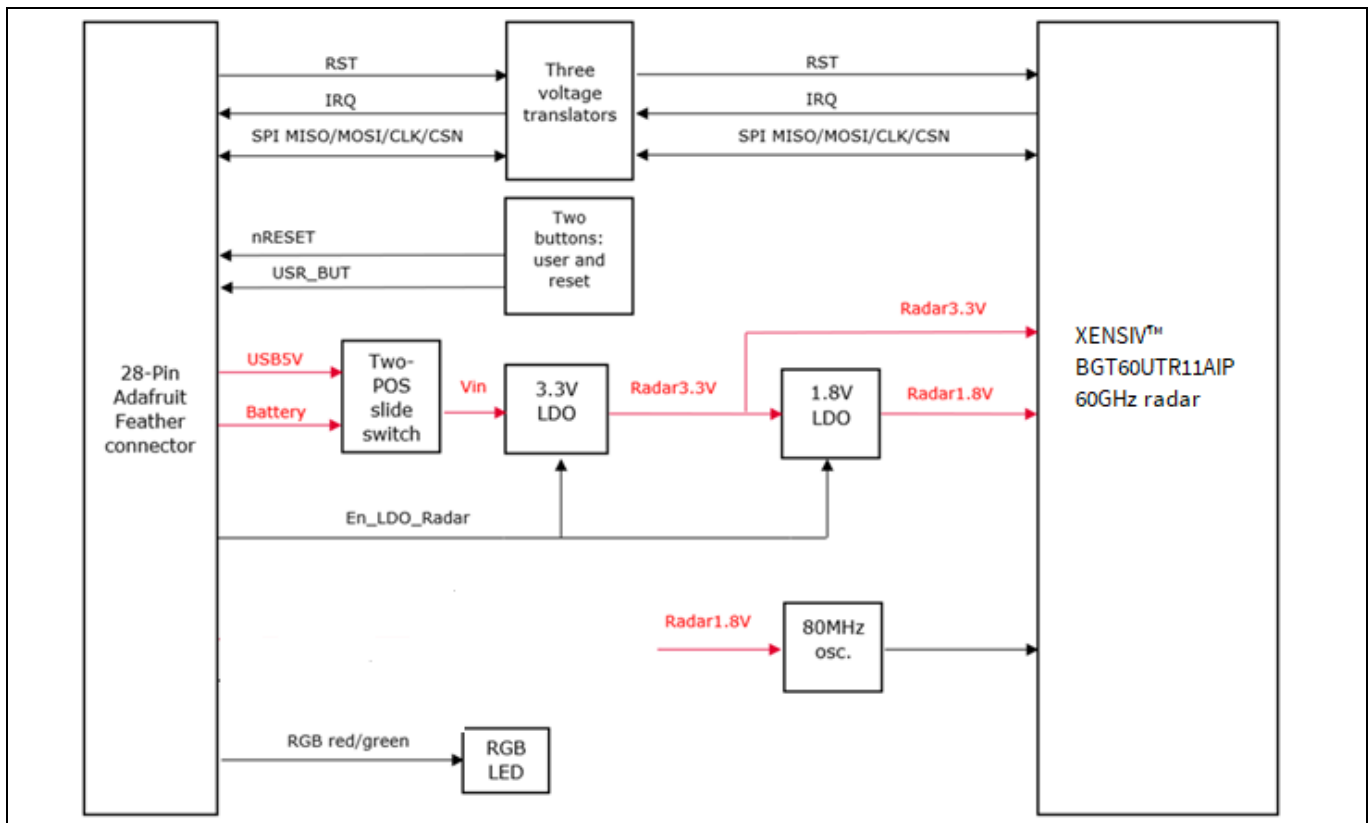 28-Pin
Adafruit
Feather
connector
RST
IRQ
SPI MISO/MOSI/CLK/CSN
Three
voltage
translators
RST
IRQ
SPI MISO/MOSI/CLK/CSN
nRESET
USR_BUT
Two
buttons:
user and
reset
USB5V
Battery
Two-
POS
slide
switch
Vin
3.3V
LDO
Radar3.3V
Radar3.3V
1.8V
LDO
Radar1.8V
En_LDO_Radar
Radar1.8V
80MHz
osc.
RGB red/green
RGB
LED
XENSIV™
BGT60UTR11AIP
60GHz radar